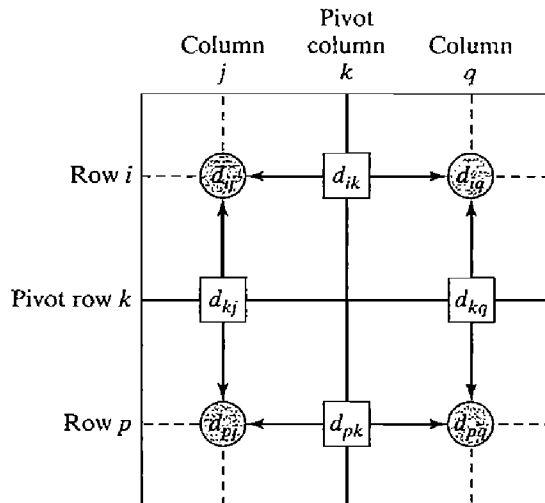 Pivot
Column column Column
j k q
Row i d_ij d_ik d_iq
Pivot row k d_kj d_kq
Row p d_pj d_pk d_pq